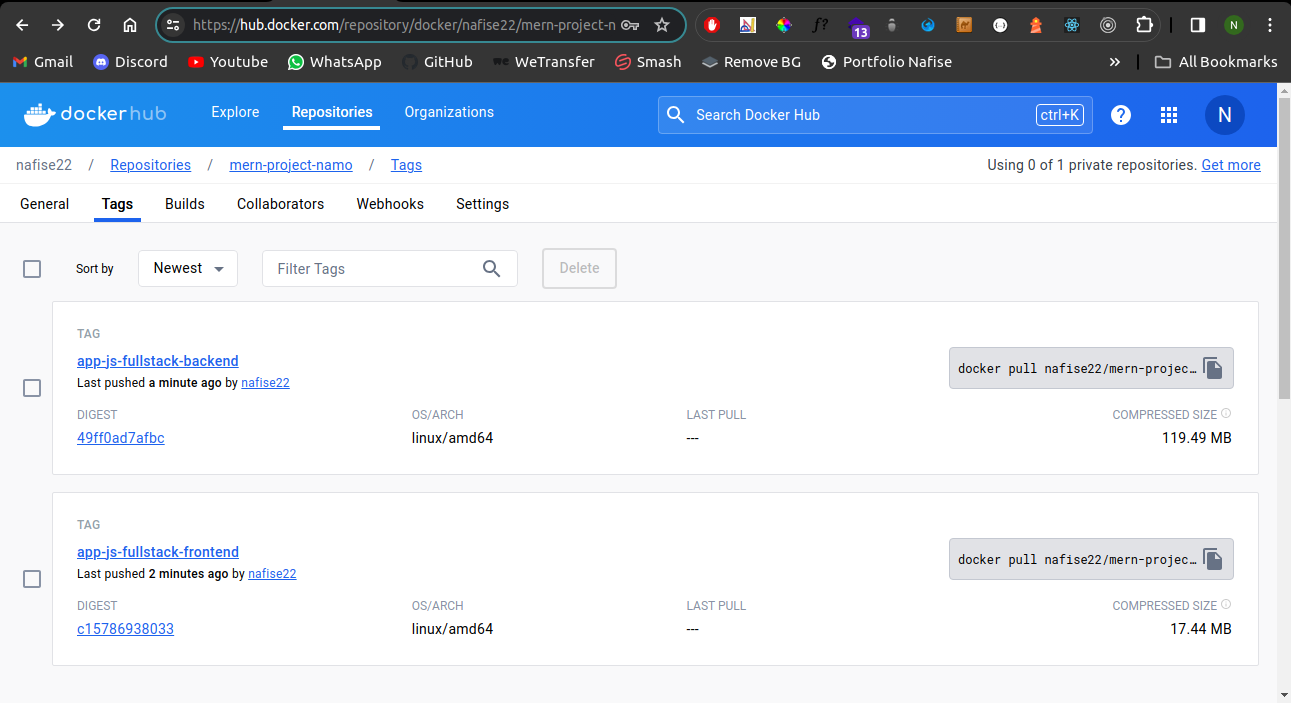 https://hub.docker.com/repository/docker/nafise22/mern-project-n
13
N
Gmail
Discord
Youtube
WhatsApp
GitHub
WeTransfer
Smash
Remove BG
Portfolio Nafise
»
All Bookmarks
dockerhub
Explore
Repositories
Organizations
Search Docker Hub
ctrl+K
?
N
nafise22 / Repositories / mern-project-namo / Tags
Using 0 of 1 private repositories. Get more
General
Tags
Builds
Collaborators
Webhooks
Settings
Sort by
Newest
Filter Tags
Delete
TAG
app-js-fullstack-backend
Last pushed a minute ago by nafise22
docker pull nafise22/mern-projec…
DIGEST
OS/ARCH
LAST PULL
COMPRESSED SIZE
49ff0ad7afbc
linux/amd64
---
119.49 MB
TAG
app-js-fullstack-frontend
Last pushed 2 minutes ago by nafise22
docker pull nafise22/mern-projec…
DIGEST
OS/ARCH
LAST PULL
COMPRESSED SIZE
c15786938033
linux/amd64
---
17.44 MB